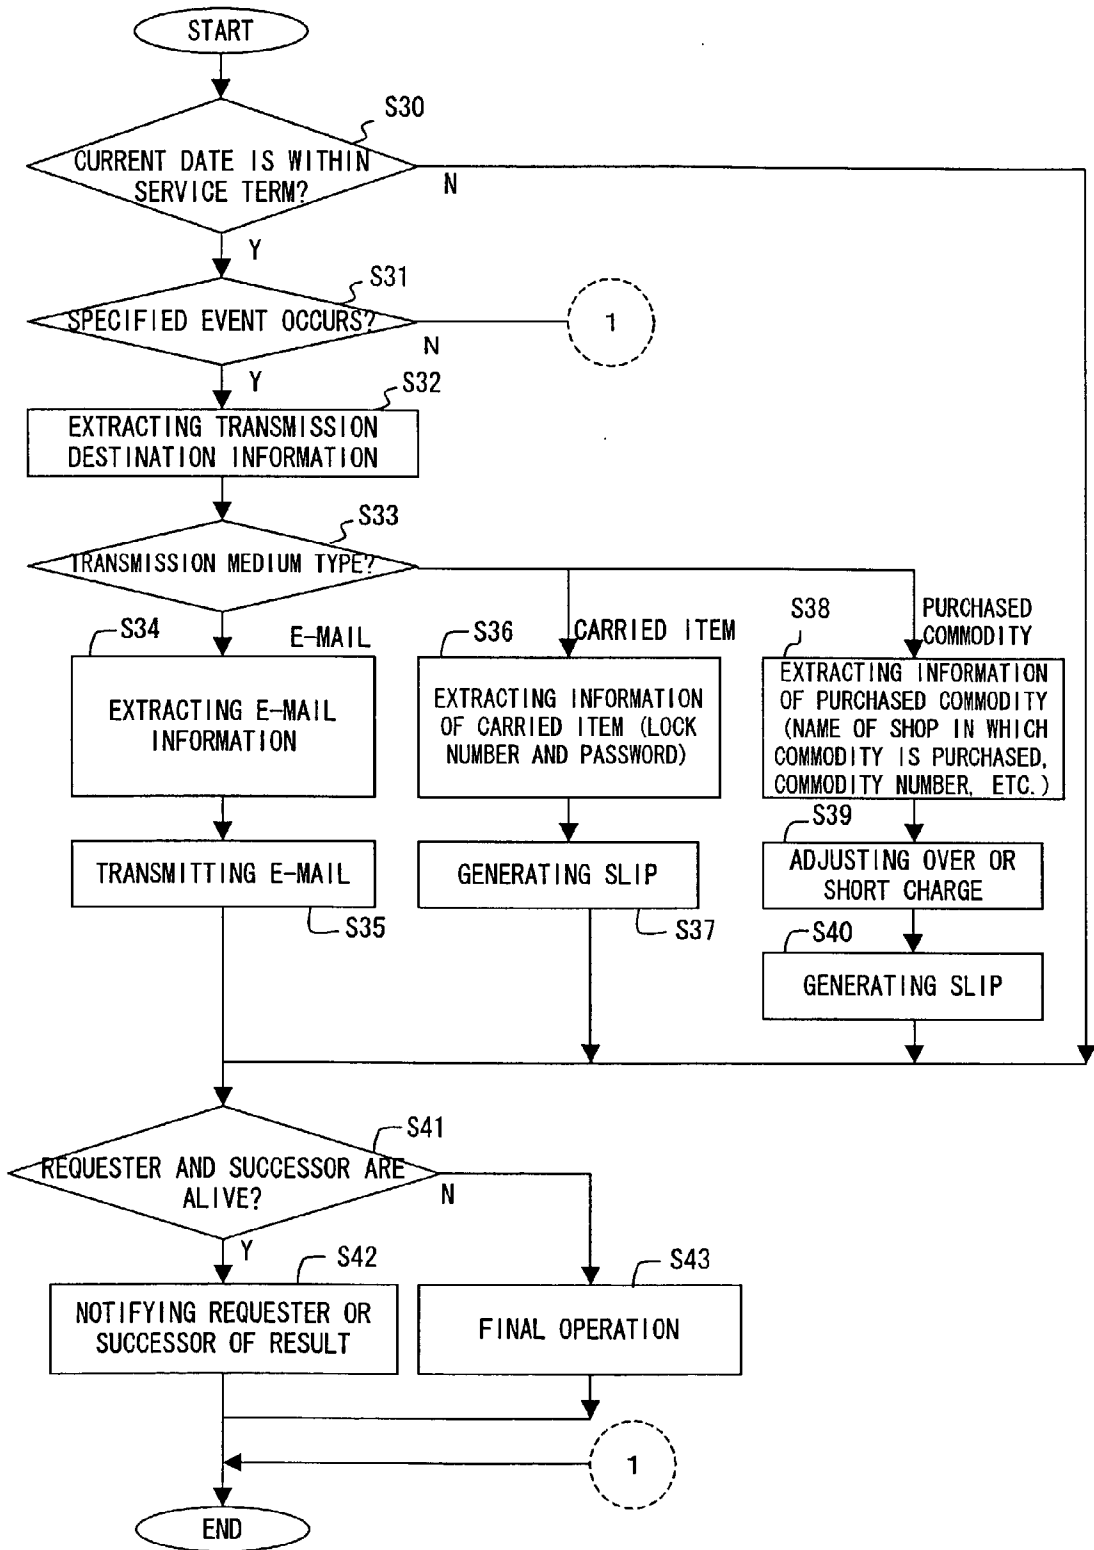 START
S30
CURRENT DATE IS WITHIN
SERVICE TERM?
N
Y
S31
SPECIFIED EVENT OCCURS?
N
1
Y
S32
EXTRACTING TRANSMISSION
DESTINATION INFORMATION
S33
TRANSMISSION MEDIUM TYPE?
S34
E-MAIL
EXTRACTING E-MAIL
INFORMATION
TRANSMITTING E-MAIL
S35
S36
CARRIED ITEM
EXTRACTING INFORMATION
OF CARRIED ITEM (LOCK
NUMBER AND PASSWORD)
GENERATING SLIP
S37
S38
PURCHASED
COMMODITY
EXTRACTING INFORMATION
OF PURCHASED COMMODITY
(NAME OF SHOP IN WHICH
COMMODITY IS PURCHASED,
COMMODITY NUMBER, ETC.)
S39
ADJUSTING OVER OR
SHORT CHARGE
S40
GENERATING SLIP
S41
REQUESTER AND SUCCESSOR ARE
ALIVE?
N
Y
S42
NOTIFYING REQUESTER OR
SUCCESSOR OF RESULT
S43
FINAL OPERATION
1
END